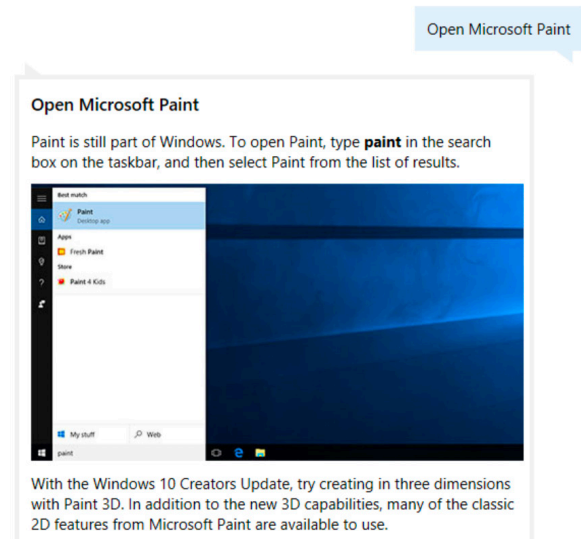 Open Microsoft Paint
Open Microsoft Paint
Paint is still part of Windows. To open Paint, type paint in the search
box on the taskbar, and then select Paint from the list of results.
Best match
Paint
Desktop app
Apps
Fresh Paint
Store
Paint 4 Kids
My stuff
Web
paint
With the Windows 10 Creators Update, try creating in three dimensions
with Paint 3D. In addition to the new 3D capabilities, many of the classic
2D features from Microsoft Paint are available to use.